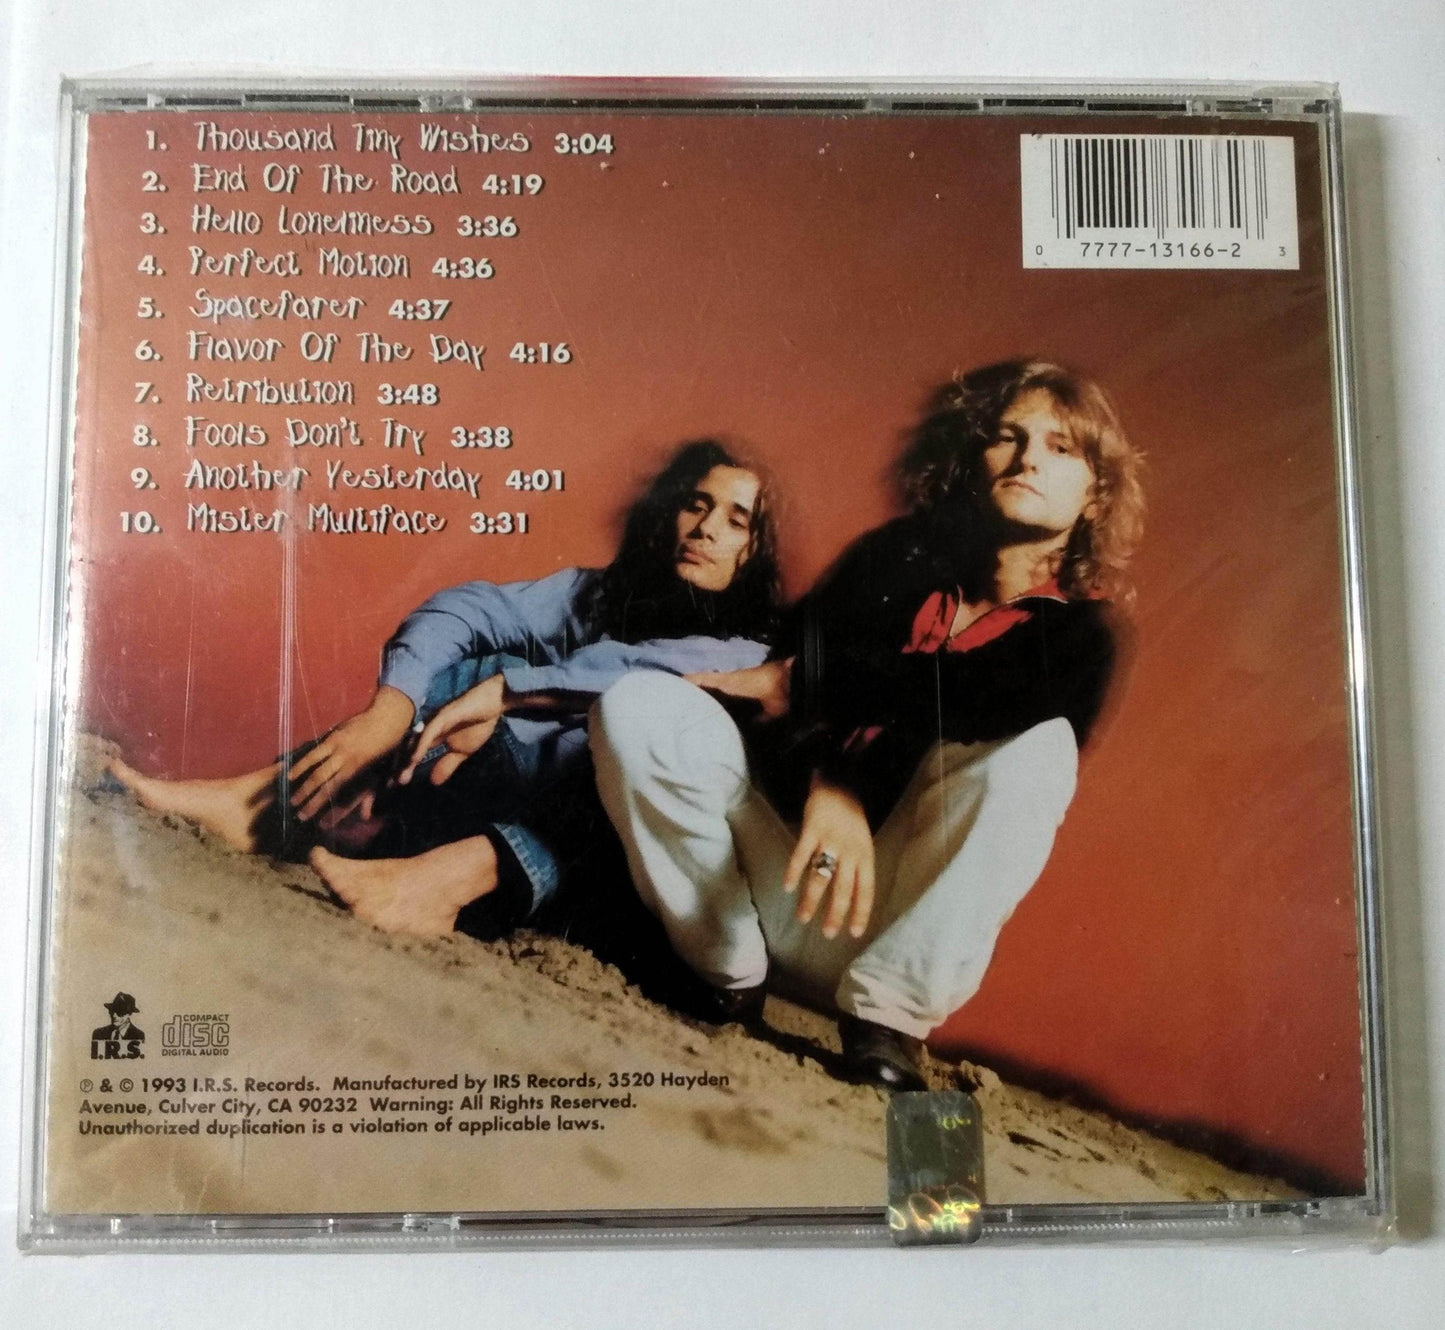 1. Thousand Tiny Wishes 3:04
2. End Of The Road 4:19
3. Hello Loneliness 3:36
4. Perfect Motion 4:36
5. Spacefarer 4:37
6. Flavor Of The Day 4:16
7. Retribution 3:48
8. Fools Don't Try 3:38
9. Another Yesterday 4:01
10. Mister Multiface 3:31
0 7777-13166-2 3
I.R.S.
COMPACT
disc
DIGITAL AUDIO
℗ & © 1993 I.R.S. Records. Manufactured by IRS Records, 3520 Hayden
Avenue, Culver City, CA 90232 Warning: All Rights Reserved.
Unauthorized duplication is a violation of applicable laws.